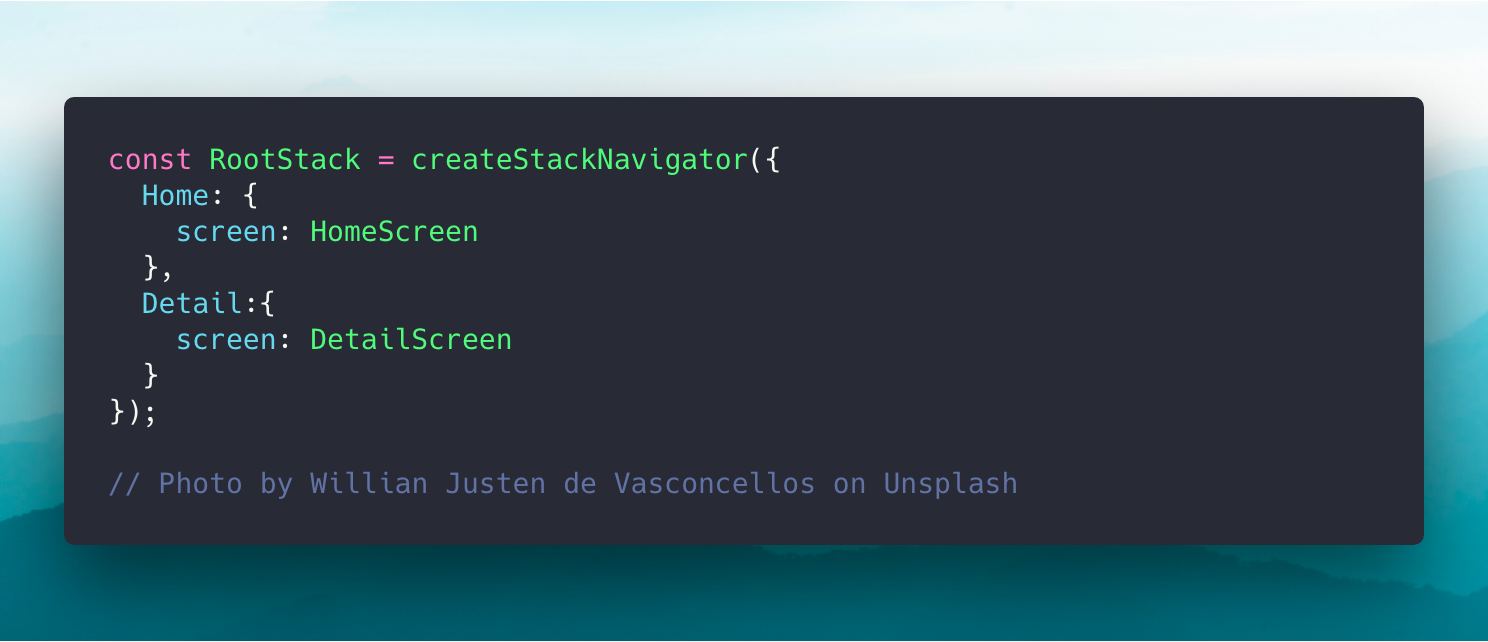 const RootStack = createStackNavigator({
  Home: {
    screen: HomeScreen
  },
  Detail:{
    screen: DetailScreen
  }
});

// Photo by Willian Justen de Vasconcellos on Unsplash